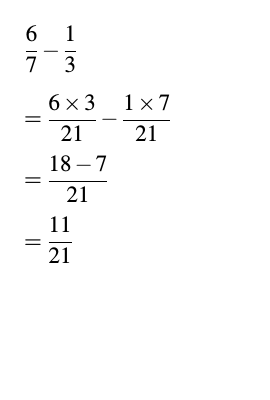 6/7 − 1/3
= (6 × 3)/21 − (1 × 7)/21
= (18 − 7)/21
= 11/21